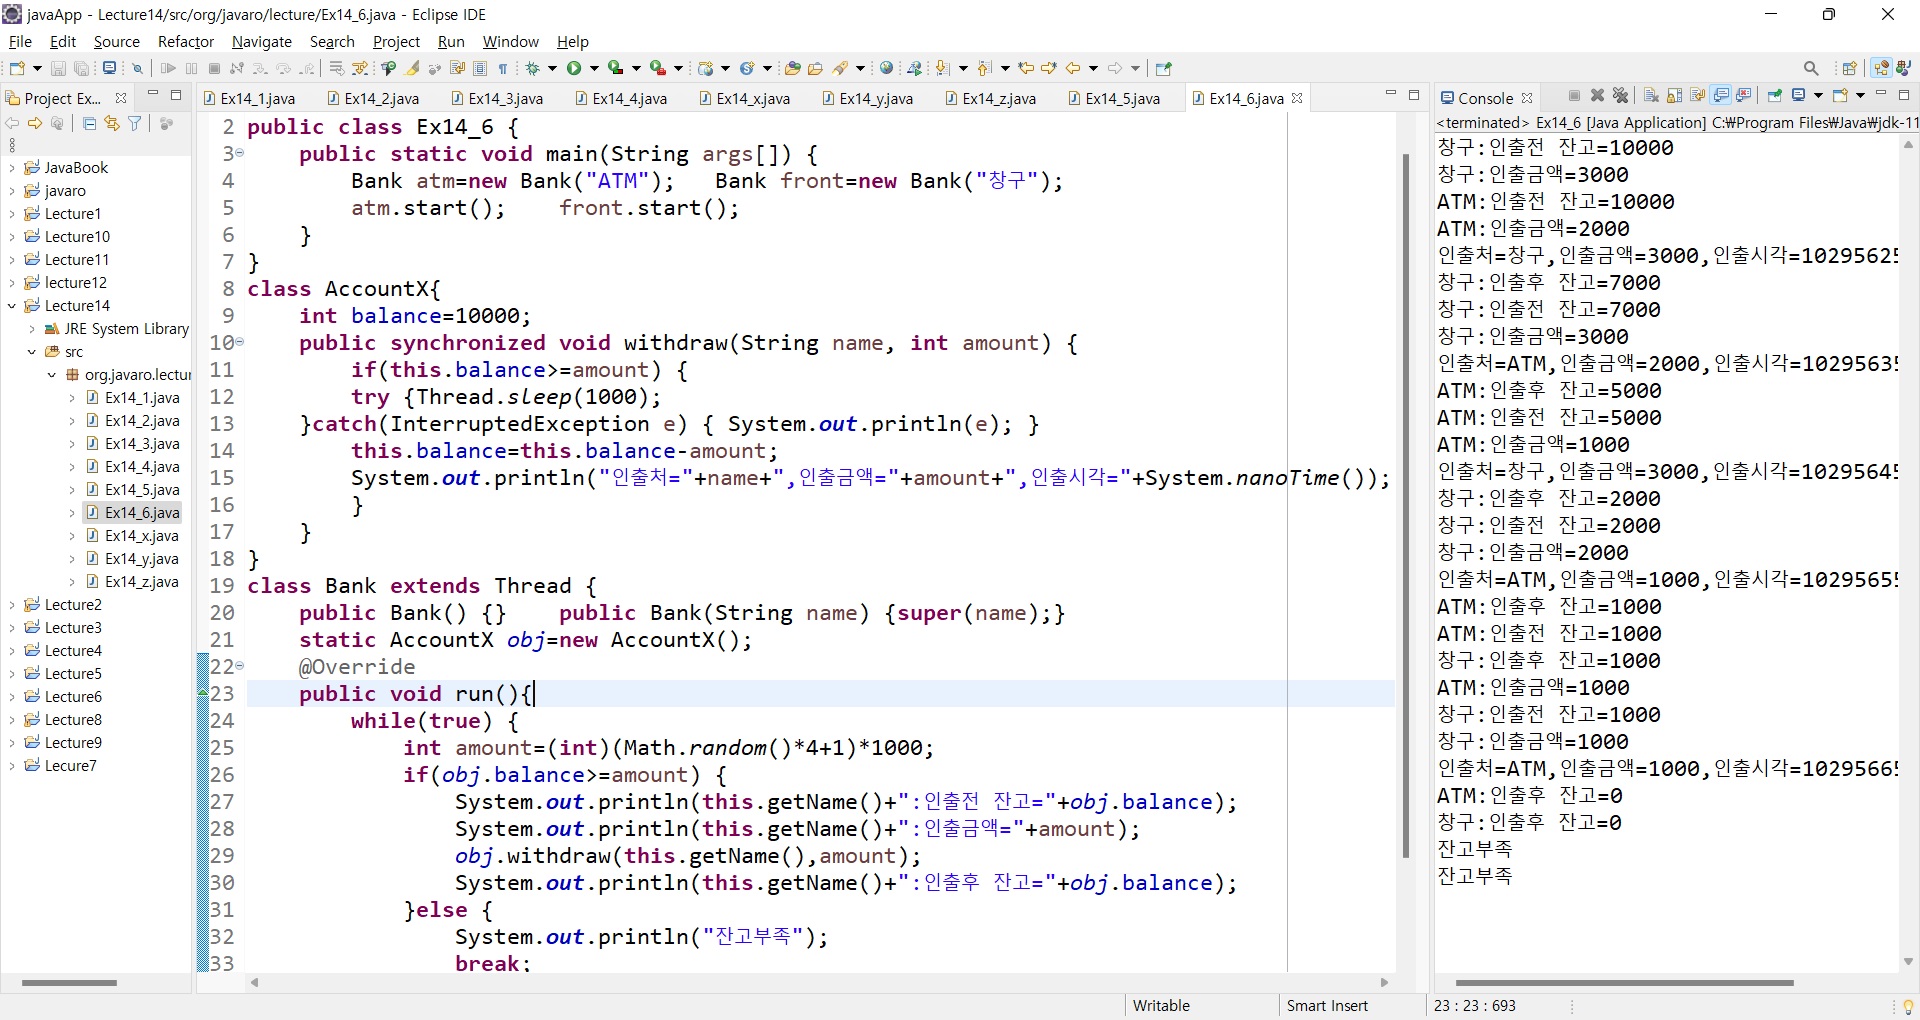 javaApp - Lecture14/src/org/javaro/lecture/Ex14_6.java - Eclipse IDE
File Edit Source Refactor Navigate Search Project Run Window Help
Project Ex...
JavaBook
javaro
Lecture1
Lecture10
Lecture11
lecture12
Lecture14
JRE System Library
src
org.javaro.lectur
Ex14_1.java
Ex14_2.java
Ex14_3.java
Ex14_4.java
Ex14_5.java
Ex14_6.java
Ex14_x.java
Ex14_y.java
Ex14_z.java
Lecture2
Lecture3
Lecture4
Lecture5
Lecture6
Lecture8
Lecture9
Lecure7
Ex14_1.java Ex14_2.java Ex14_3.java Ex14_4.java Ex14_x.java Ex14_y.java Ex14_z.java Ex14_5.java Ex14_6.java
2 public class Ex14_6 {
3 public static void main(String args[]) {
4 Bank atm=new Bank("ATM"); Bank front=new Bank("창구");
5 atm.start(); front.start();
6 }
7 }
8 class AccountX{
9 int balance=10000;
10 public synchronized void withdraw(String name, int amount) {
11 if(this.balance>=amount) {
12 try {Thread.sleep(1000);
13 }catch(InterruptedException e) { System.out.println(e); }
14 this.balance=this.balance-amount;
15 System.out.println("인출처="+name+",인출금액="+amount+",인출시각="+System.nanoTime());
16 }
17 }
18 }
19 class Bank extends Thread {
20 public Bank() {} public Bank(String name) {super(name);}
21 static AccountX obj=new AccountX();
22 @Override
23 public void run(){
24 while(true) {
25 int amount=(int)(Math.random()*4+1)*1000;
26 if(obj.balance>=amount) {
27 System.out.println(this.getName()+":인출전 잔고="+obj.balance);
28 System.out.println(this.getName()+":인출금액="+amount);
29 obj.withdraw(this.getName(),amount);
30 System.out.println(this.getName()+":인출후 잔고="+obj.balance);
31 }else {
32 System.out.println("잔고부족");
33 break;
Console
<terminated> Ex14_6 [Java Application] C:₩Program Files₩Java₩jdk-11
창구:인출전 잔고=10000
창구:인출금액=3000
ATM:인출전 잔고=10000
ATM:인출금액=2000
인출처=창구,인출금액=3000,인출시각=10295625
창구:인출후 잔고=7000
창구:인출전 잔고=7000
창구:인출금액=3000
인출처=ATM,인출금액=2000,인출시각=10295635
ATM:인출후 잔고=5000
ATM:인출전 잔고=5000
ATM:인출금액=1000
인출처=창구,인출금액=3000,인출시각=10295645
창구:인출후 잔고=2000
창구:인출전 잔고=2000
창구:인출금액=2000
인출처=ATM,인출금액=1000,인출시각=10295655
ATM:인출후 잔고=1000
ATM:인출전 잔고=1000
창구:인출후 잔고=1000
ATM:인출금액=1000
창구:인출전 잔고=1000
창구:인출금액=1000
인출처=ATM,인출금액=1000,인출시각=10295665
ATM:인출후 잔고=0
창구:인출후 잔고=0
잔고부족
잔고부족
Writable Smart Insert 23 : 23 : 693